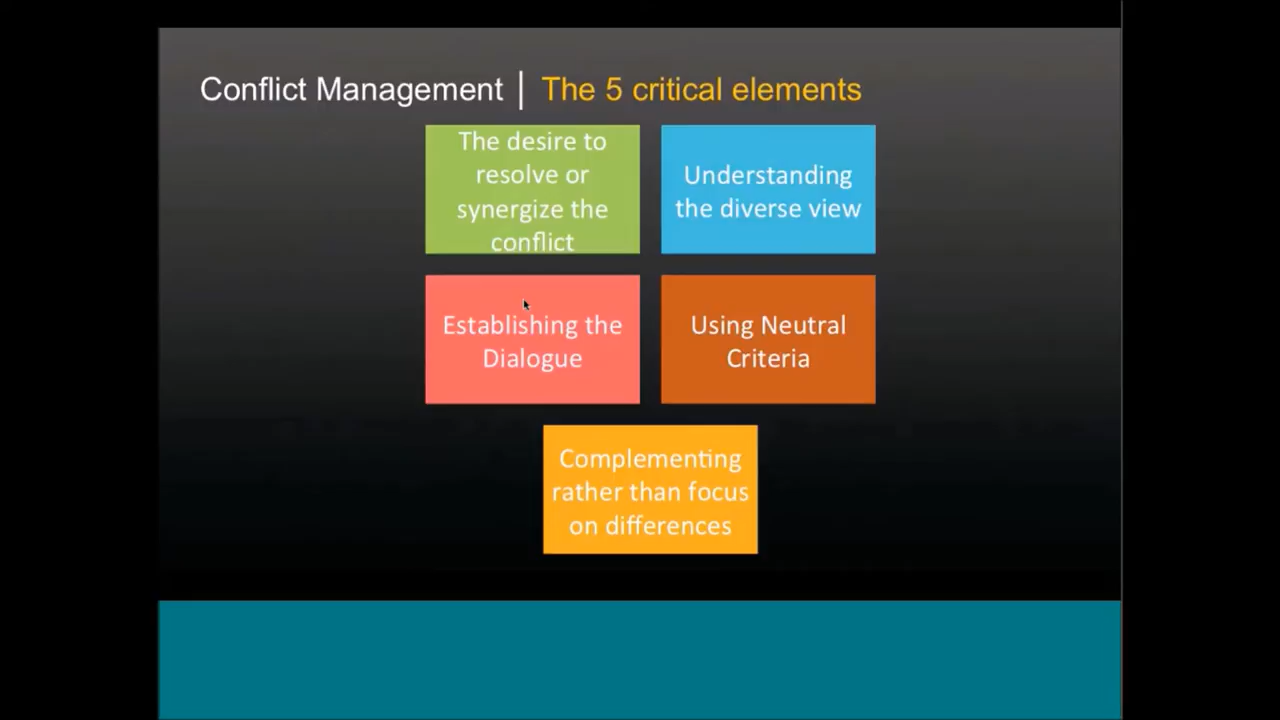 Conflict Management | The 5 critical elements
The desire to
resolve or
synergize the
conflict
Understanding
the diverse view
Establishing the
Dialogue
Using Neutral
Criteria
Complementing
rather than focus
on differences